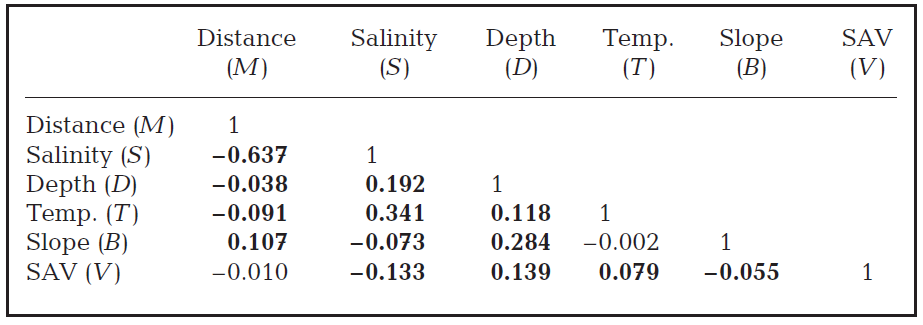 Distance Salinity Depth Temp. Slope SAV
(M) (S) (D) (T) (B) (V)
Distance (M) 1
Salinity (S) −0.637 1
Depth (D) −0.038 0.192 1
Temp. (T) −0.091 0.341 0.118 1
Slope (B) 0.107 −0.073 0.284 −0.002 1
SAV (V) −0.010 −0.133 0.139 0.079 −0.055 1